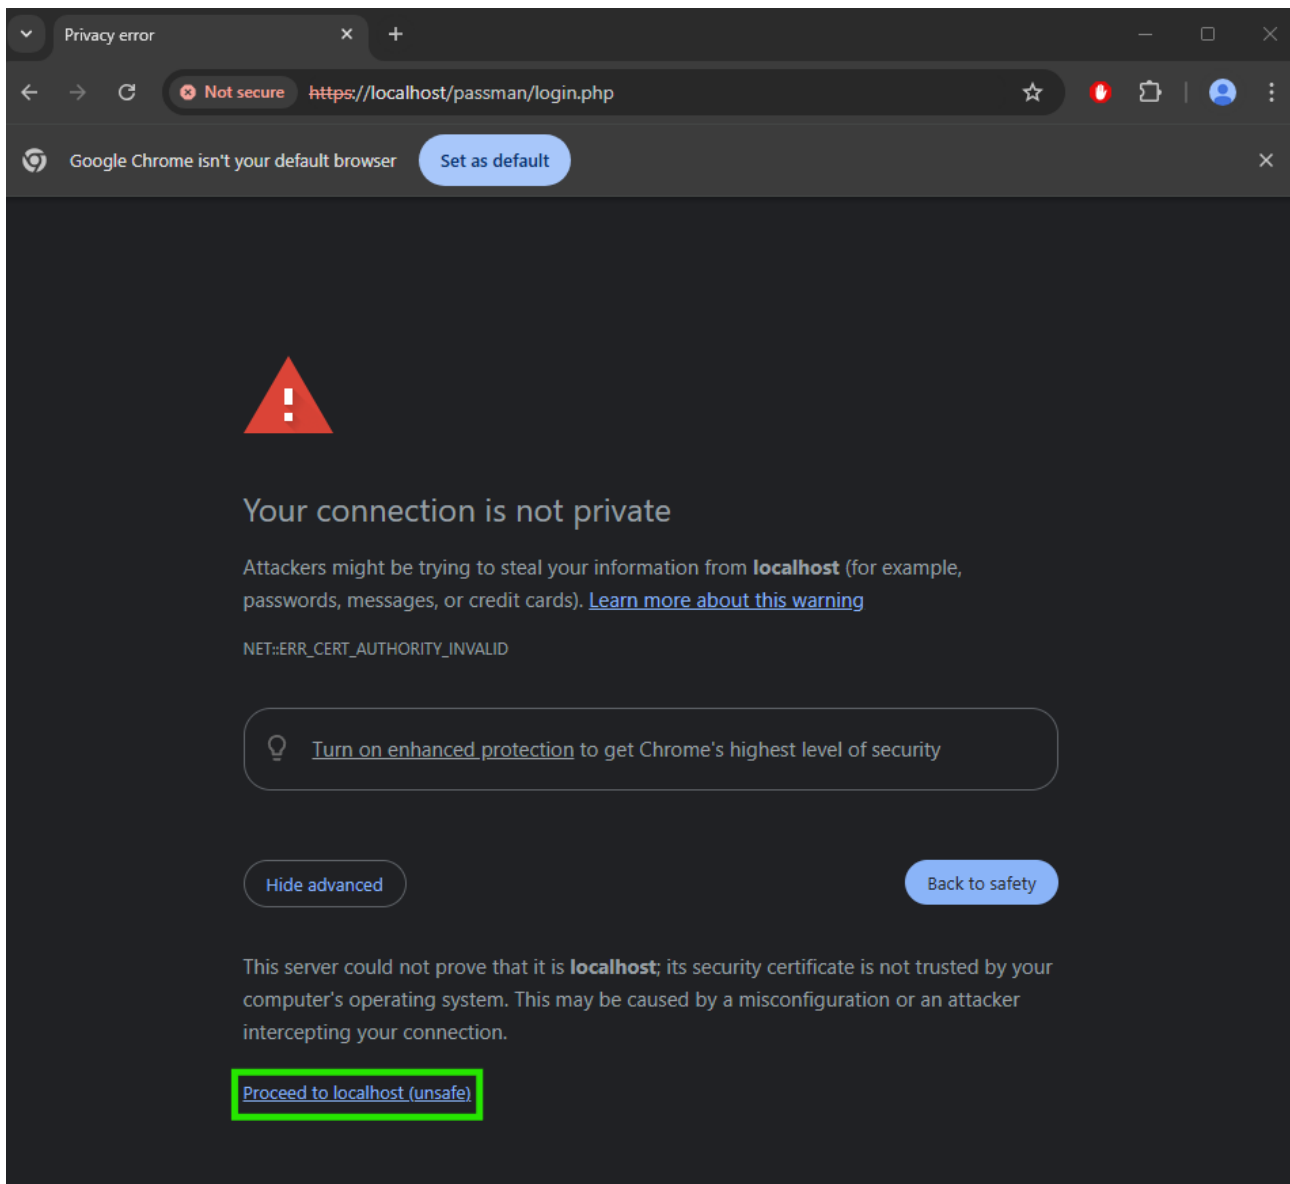 Privacy error
Not secure https://localhost/passman/login.php
Google Chrome isn't your default browser Set as default
Your connection is not private
Attackers might be trying to steal your information from localhost (for example,
passwords, messages, or credit cards). Learn more about this warning
NET::ERR_CERT_AUTHORITY_INVALID
Turn on enhanced protection to get Chrome's highest level of security
Hide advanced Back to safety
This server could not prove that it is localhost; its security certificate is not trusted by your
computer's operating system. This may be caused by a misconfiguration or an attacker
intercepting your connection.
Proceed to localhost (unsafe)